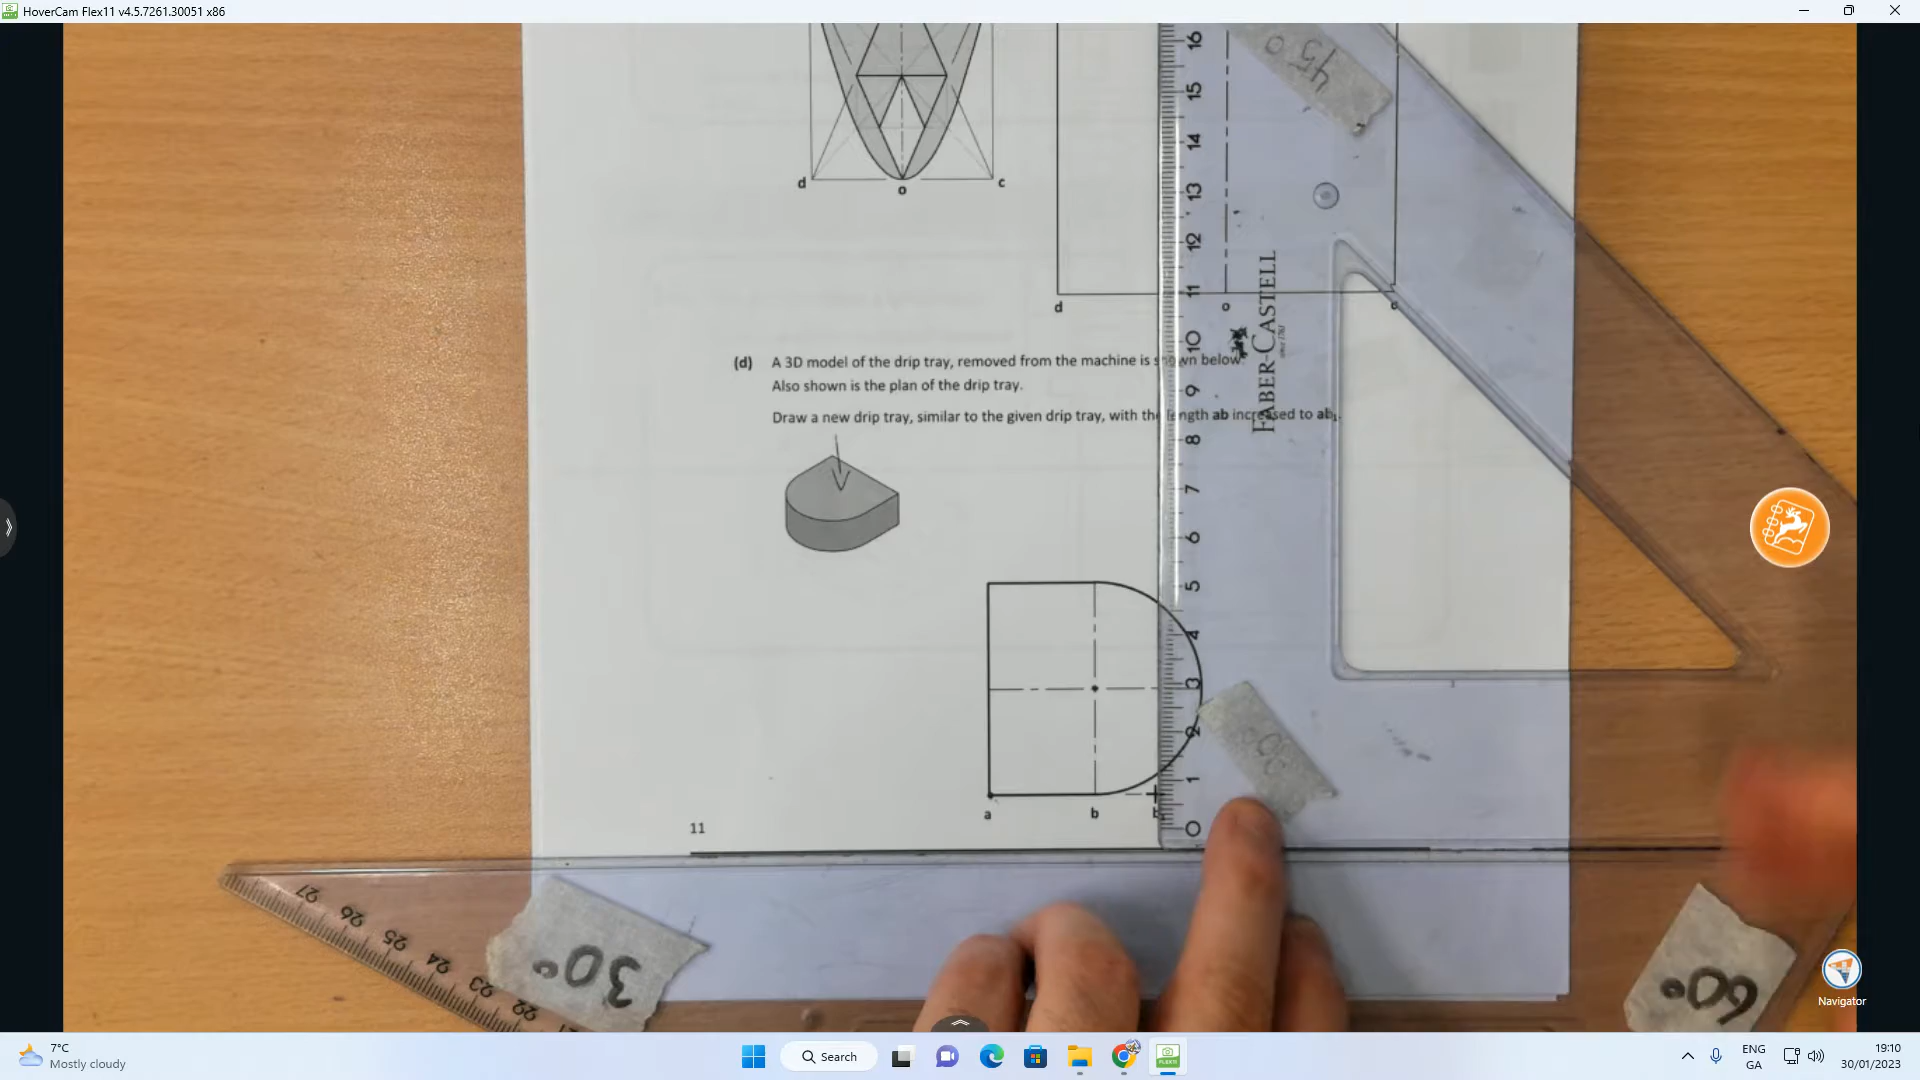 HoverCam Flex11 v4.5.7261.30051 x86
16
15
14
13
12
11
10
9
8
7
6
5
4
3
2
1
0
45°
FABER-CASTELL
since 1761
d
o
c
d
o
c
(d) A 3D model of the drip tray, removed from the machine is shown below.
Also shown is the plan of the drip tray.
Draw a new drip tray, similar to the given drip tray, with the length ab increased to ab₁.
a
b
11
27
26
25
24
23
22
30°
30°
60°
Navigator
7°C
Mostly cloudy
Search
ENG
GA
19:10
30/01/2023